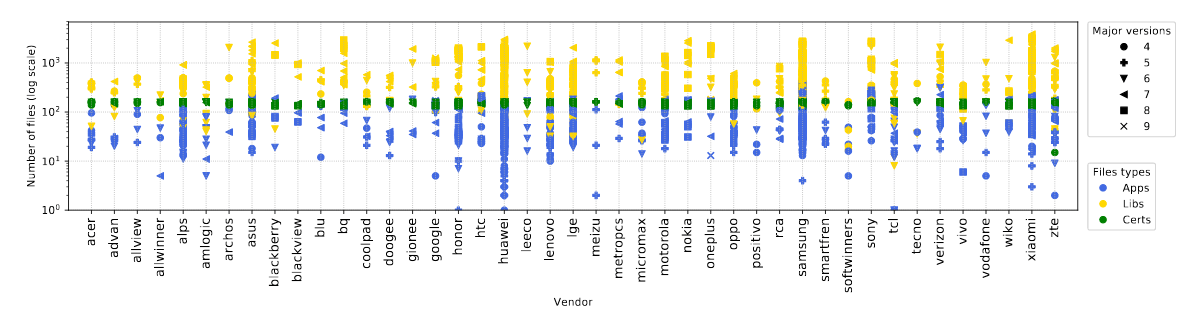 Number of files (log scale)
10³
10²
10¹
10⁰
acer
advan
allview
allwinner
alps
amlogic
archos
asus
blackberry
blackview
blu
bq
coolpad
doogee
gionee
google
honor
htc
huawei
leeco
lenovo
lge
meizu
metropcs
micromax
motorola
nokia
oneplus
oppo
positivo
rca
samsung
smartfren
softwinners
sony
tcl
tecno
verizon
vivo
vodafone
wiko
xiaomi
zte
Vendor
Major versions
4
5
6
7
8
9
Files types
Apps
Libs
Certs